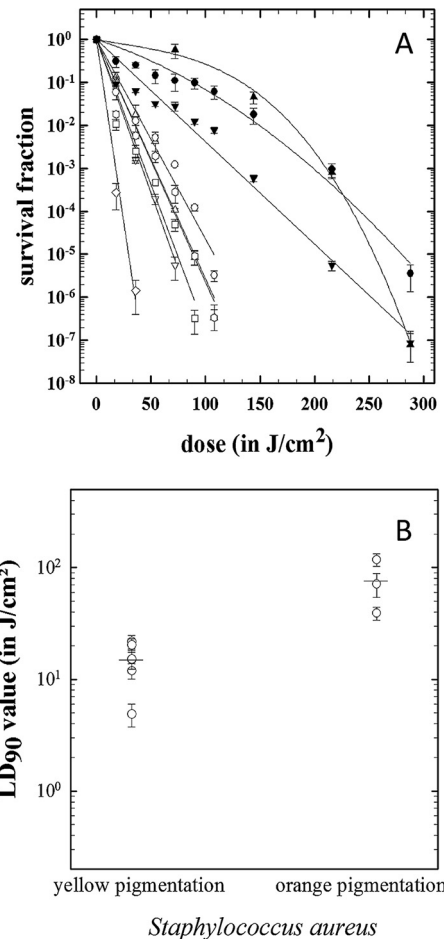 A
10¹
10⁰
10⁻¹
10⁻²
10⁻³
10⁻⁴
10⁻⁵
10⁻⁶
10⁻⁷
10⁻⁸
survival fraction
0 50 100 150 200 250 300
dose (in J/cm²)
B
10²
10¹
10⁰
LD₉₀ value (in J/cm²)
yellow pigmentation orange pigmentation
Staphylococcus aureus